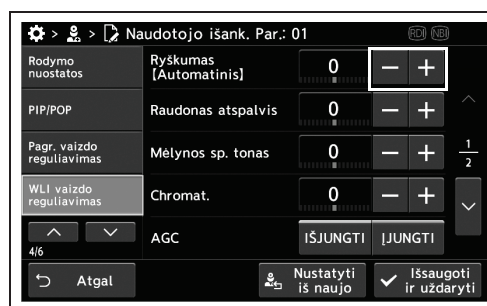 > > Naudotojo išank. Par.: 01 RDI NBI
Rodymo
nuostatos
Ryškumas
[Automatinis]
0 − +
PIP/POP
Raudonas atspalvis 0 − +
Pagr. vaizdo
reguliavimas
Mėlynos sp. tonas 0 − +
1
2
WLI vaizdo
reguliavimas
Chromat. 0 − +
4/6
AGC IŠJUNGTI ĮJUNGTI
Atgal
Nustatyti
iš naujo
Išsaugoti
ir uždaryti